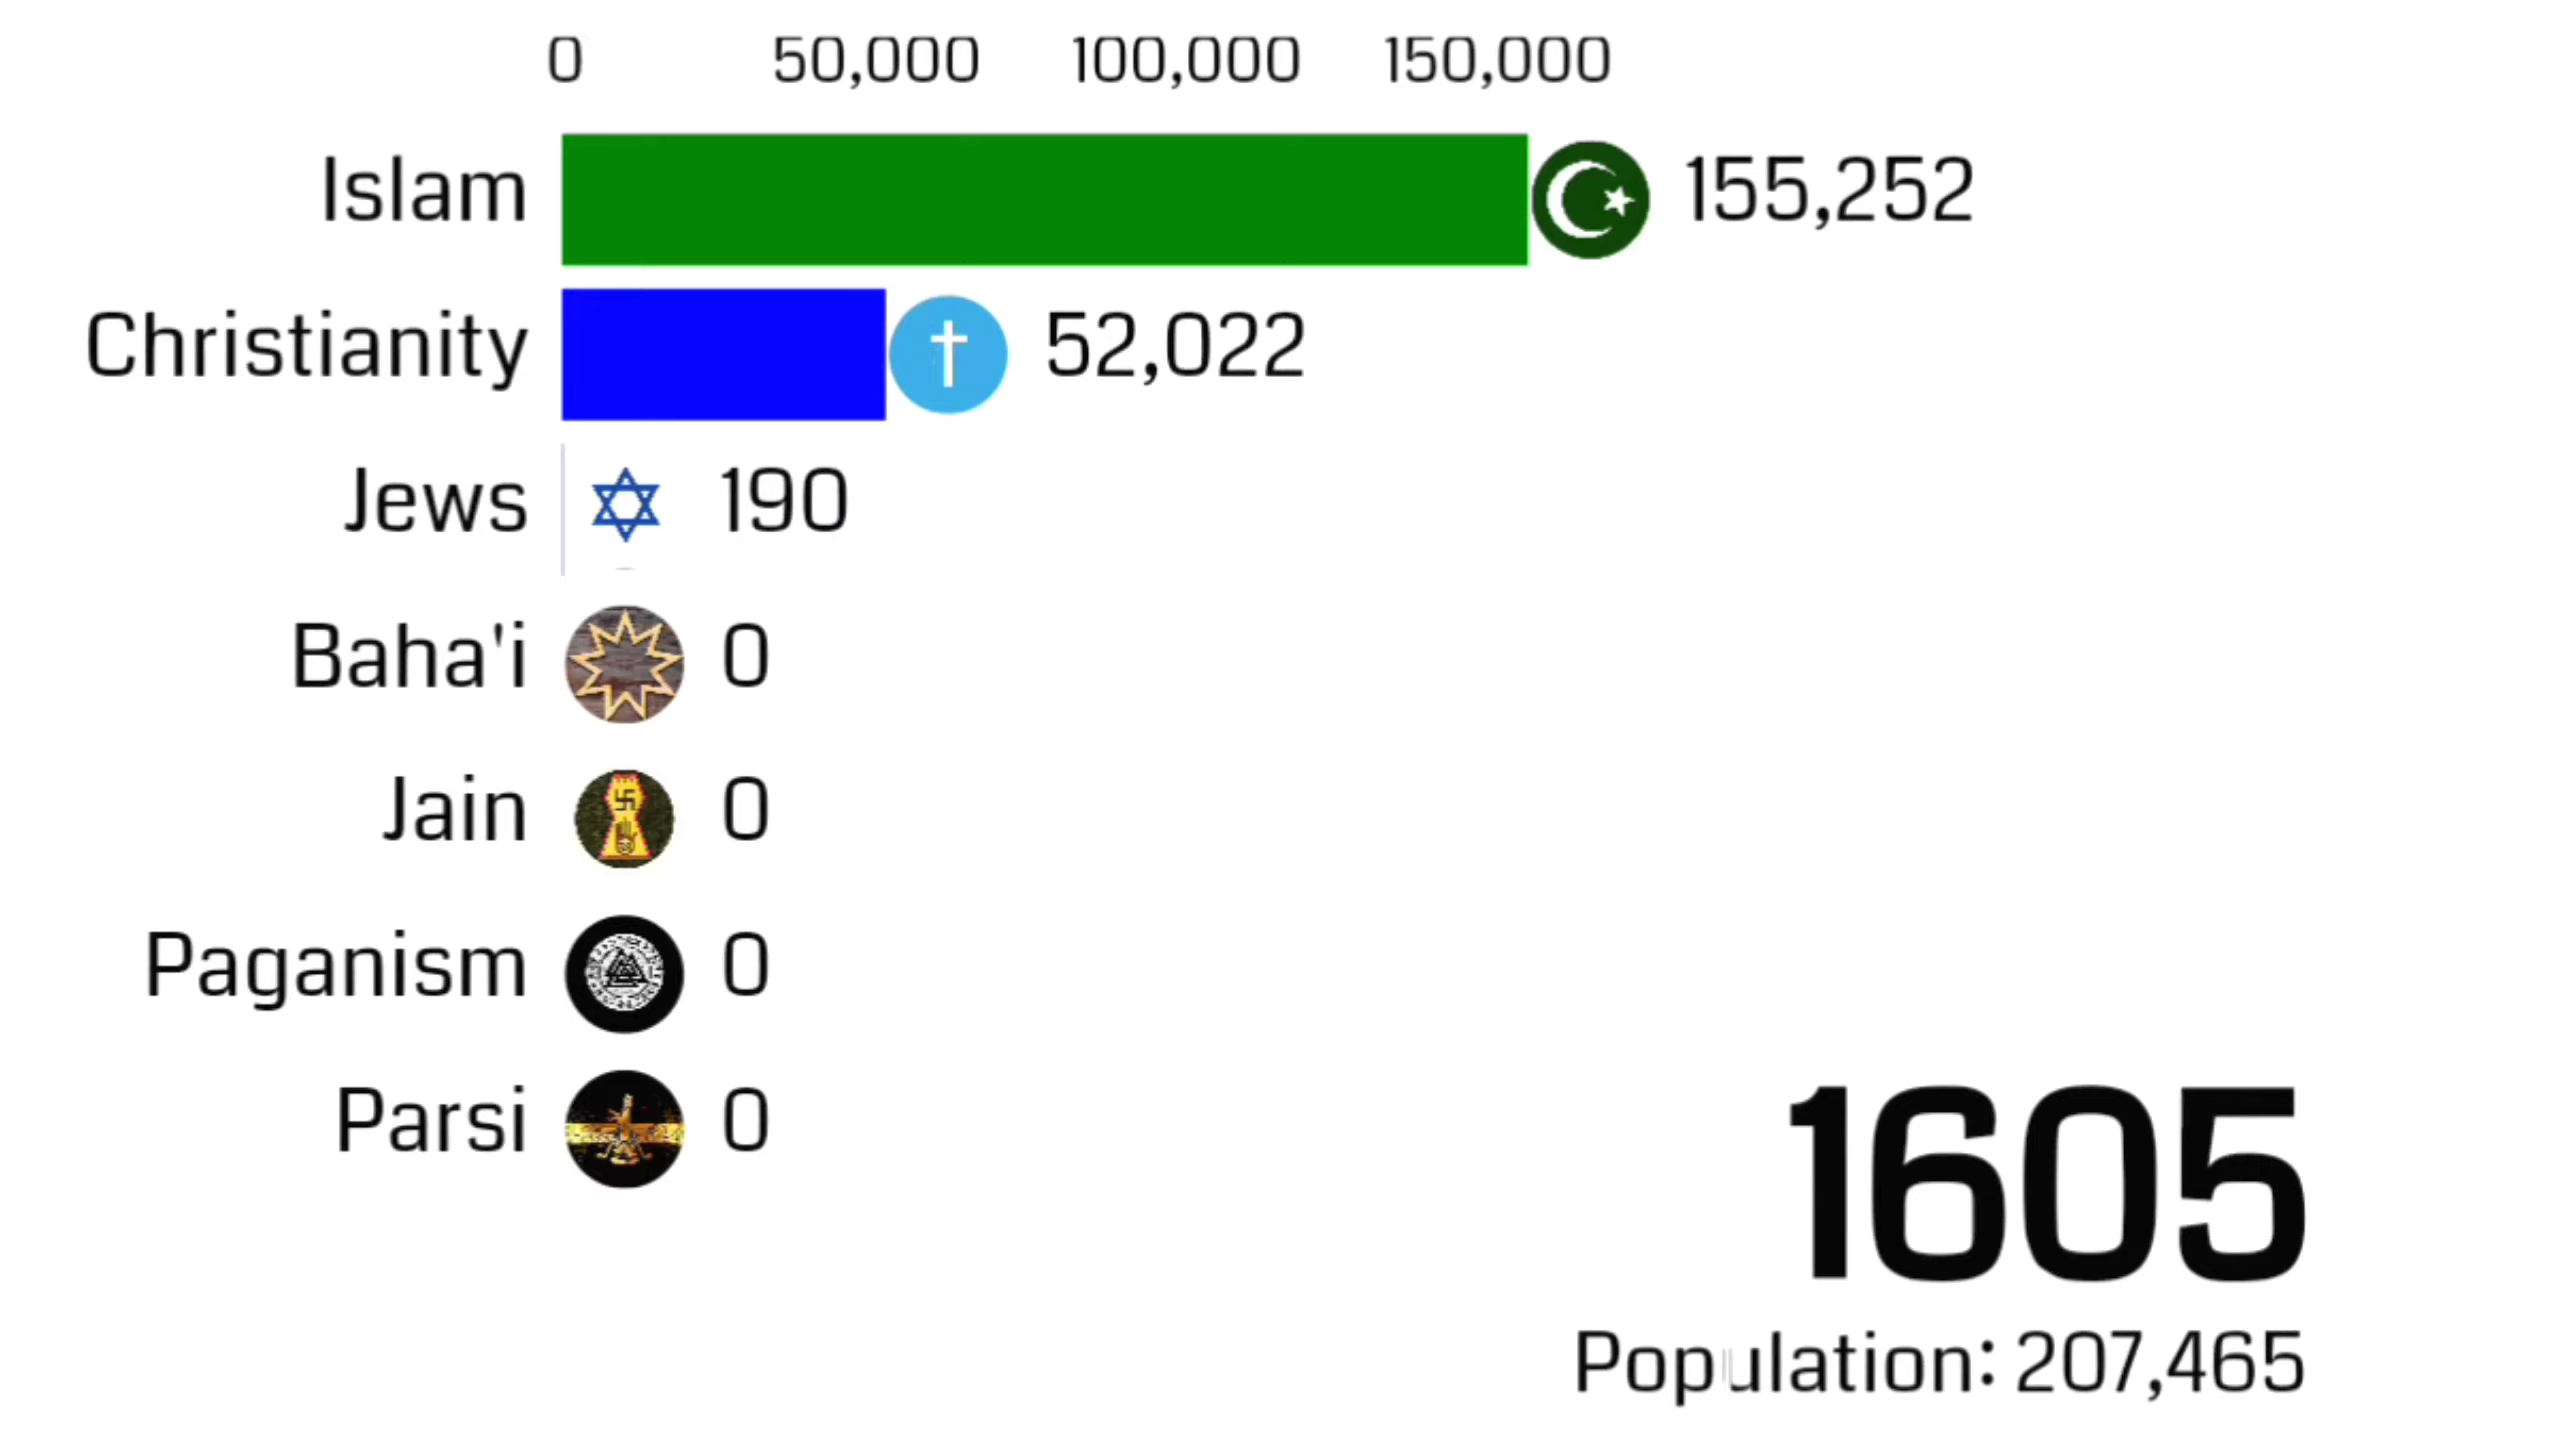 0 50,000 100,000 150,000
Islam 155,252
Christianity 52,022
Jews 190
Baha'i 0
Jain 0
Paganism 0
Parsi 0
1605
Population: 207,465